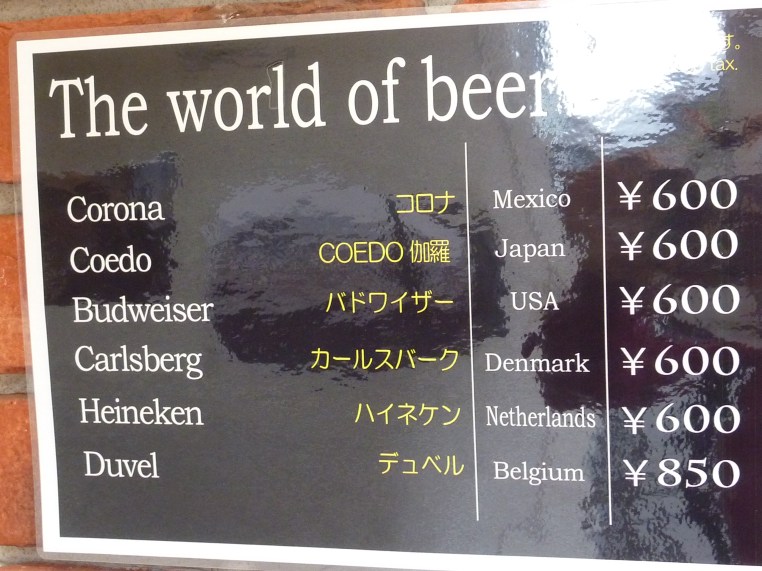 す。
tax.
The world of beer
Corona コロナ Mexico ¥600
Coedo COEDO 伽羅 Japan ¥600
Budweiser バドワイザー USA ¥600
Carlsberg カールスバーク Denmark ¥600
Heineken ハイネケン Netherlands ¥600
Duvel デュベル Belgium ¥850